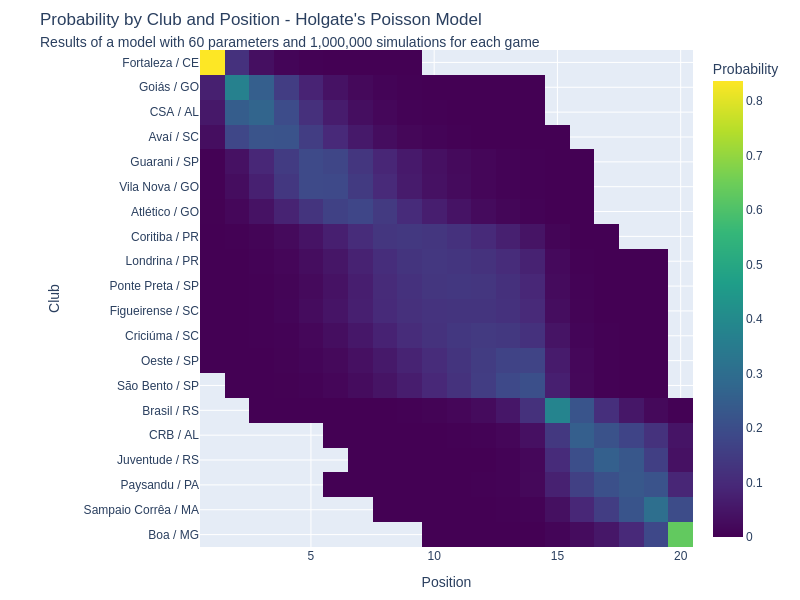 Probability by Club and Position - Holgate's Poisson Model
Results of a model with 60 parameters and 1,000,000 simulations for each game
Probability
Fortaleza / CE
Goiás / GO
CSA / AL
Avaí / SC
Guarani / SP
Vila Nova / GO
Atlético / GO
Coritiba / PR
Londrina / PR
Ponte Preta / SP
Figueirense / SC
Criciúma / SC
Oeste / SP
São Bento / SP
Brasil / RS
CRB / AL
Juventude / RS
Paysandu / PA
Sampaio Corrêa / MA
Boa / MG
Club
5
10
15
20
Position
0.8
0.7
0.6
0.5
0.4
0.3
0.2
0.1
0